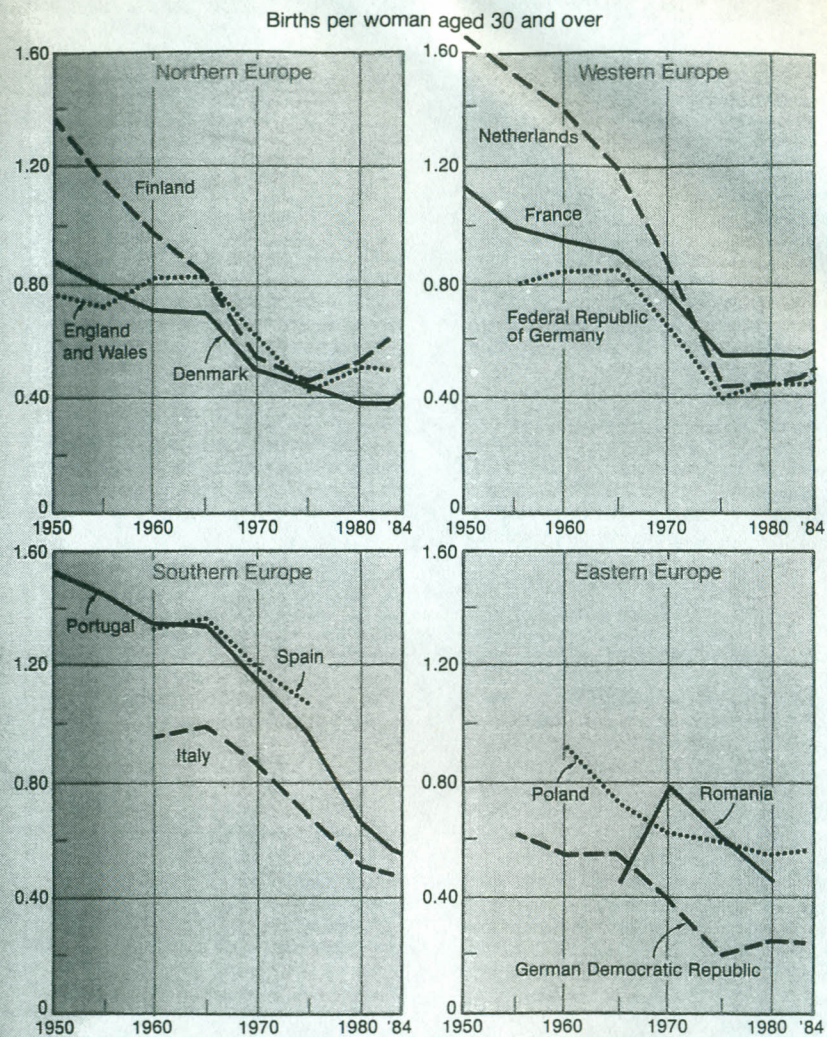 Births per woman aged 30 and over
Northern Europe
1.60
1.20
0.80
0.40
0
1950 1960 1970 1980 '84
Finland
England
and Wales
Denmark
Western Europe
1.60
1.20
0.80
0.40
0
1950 1960 1970 1980 '84
Netherlands
France
Federal Republic
of Germany
Southern Europe
1.60
1.20
0.80
0.40
0
1950 1960 1970 1980 '84
Portugal
Spain
Italy
Eastern Europe
1.60
1.20
0.80
0.40
0
1950 1960 1970 1980 '84
Poland
Romania
German Democratic Republic